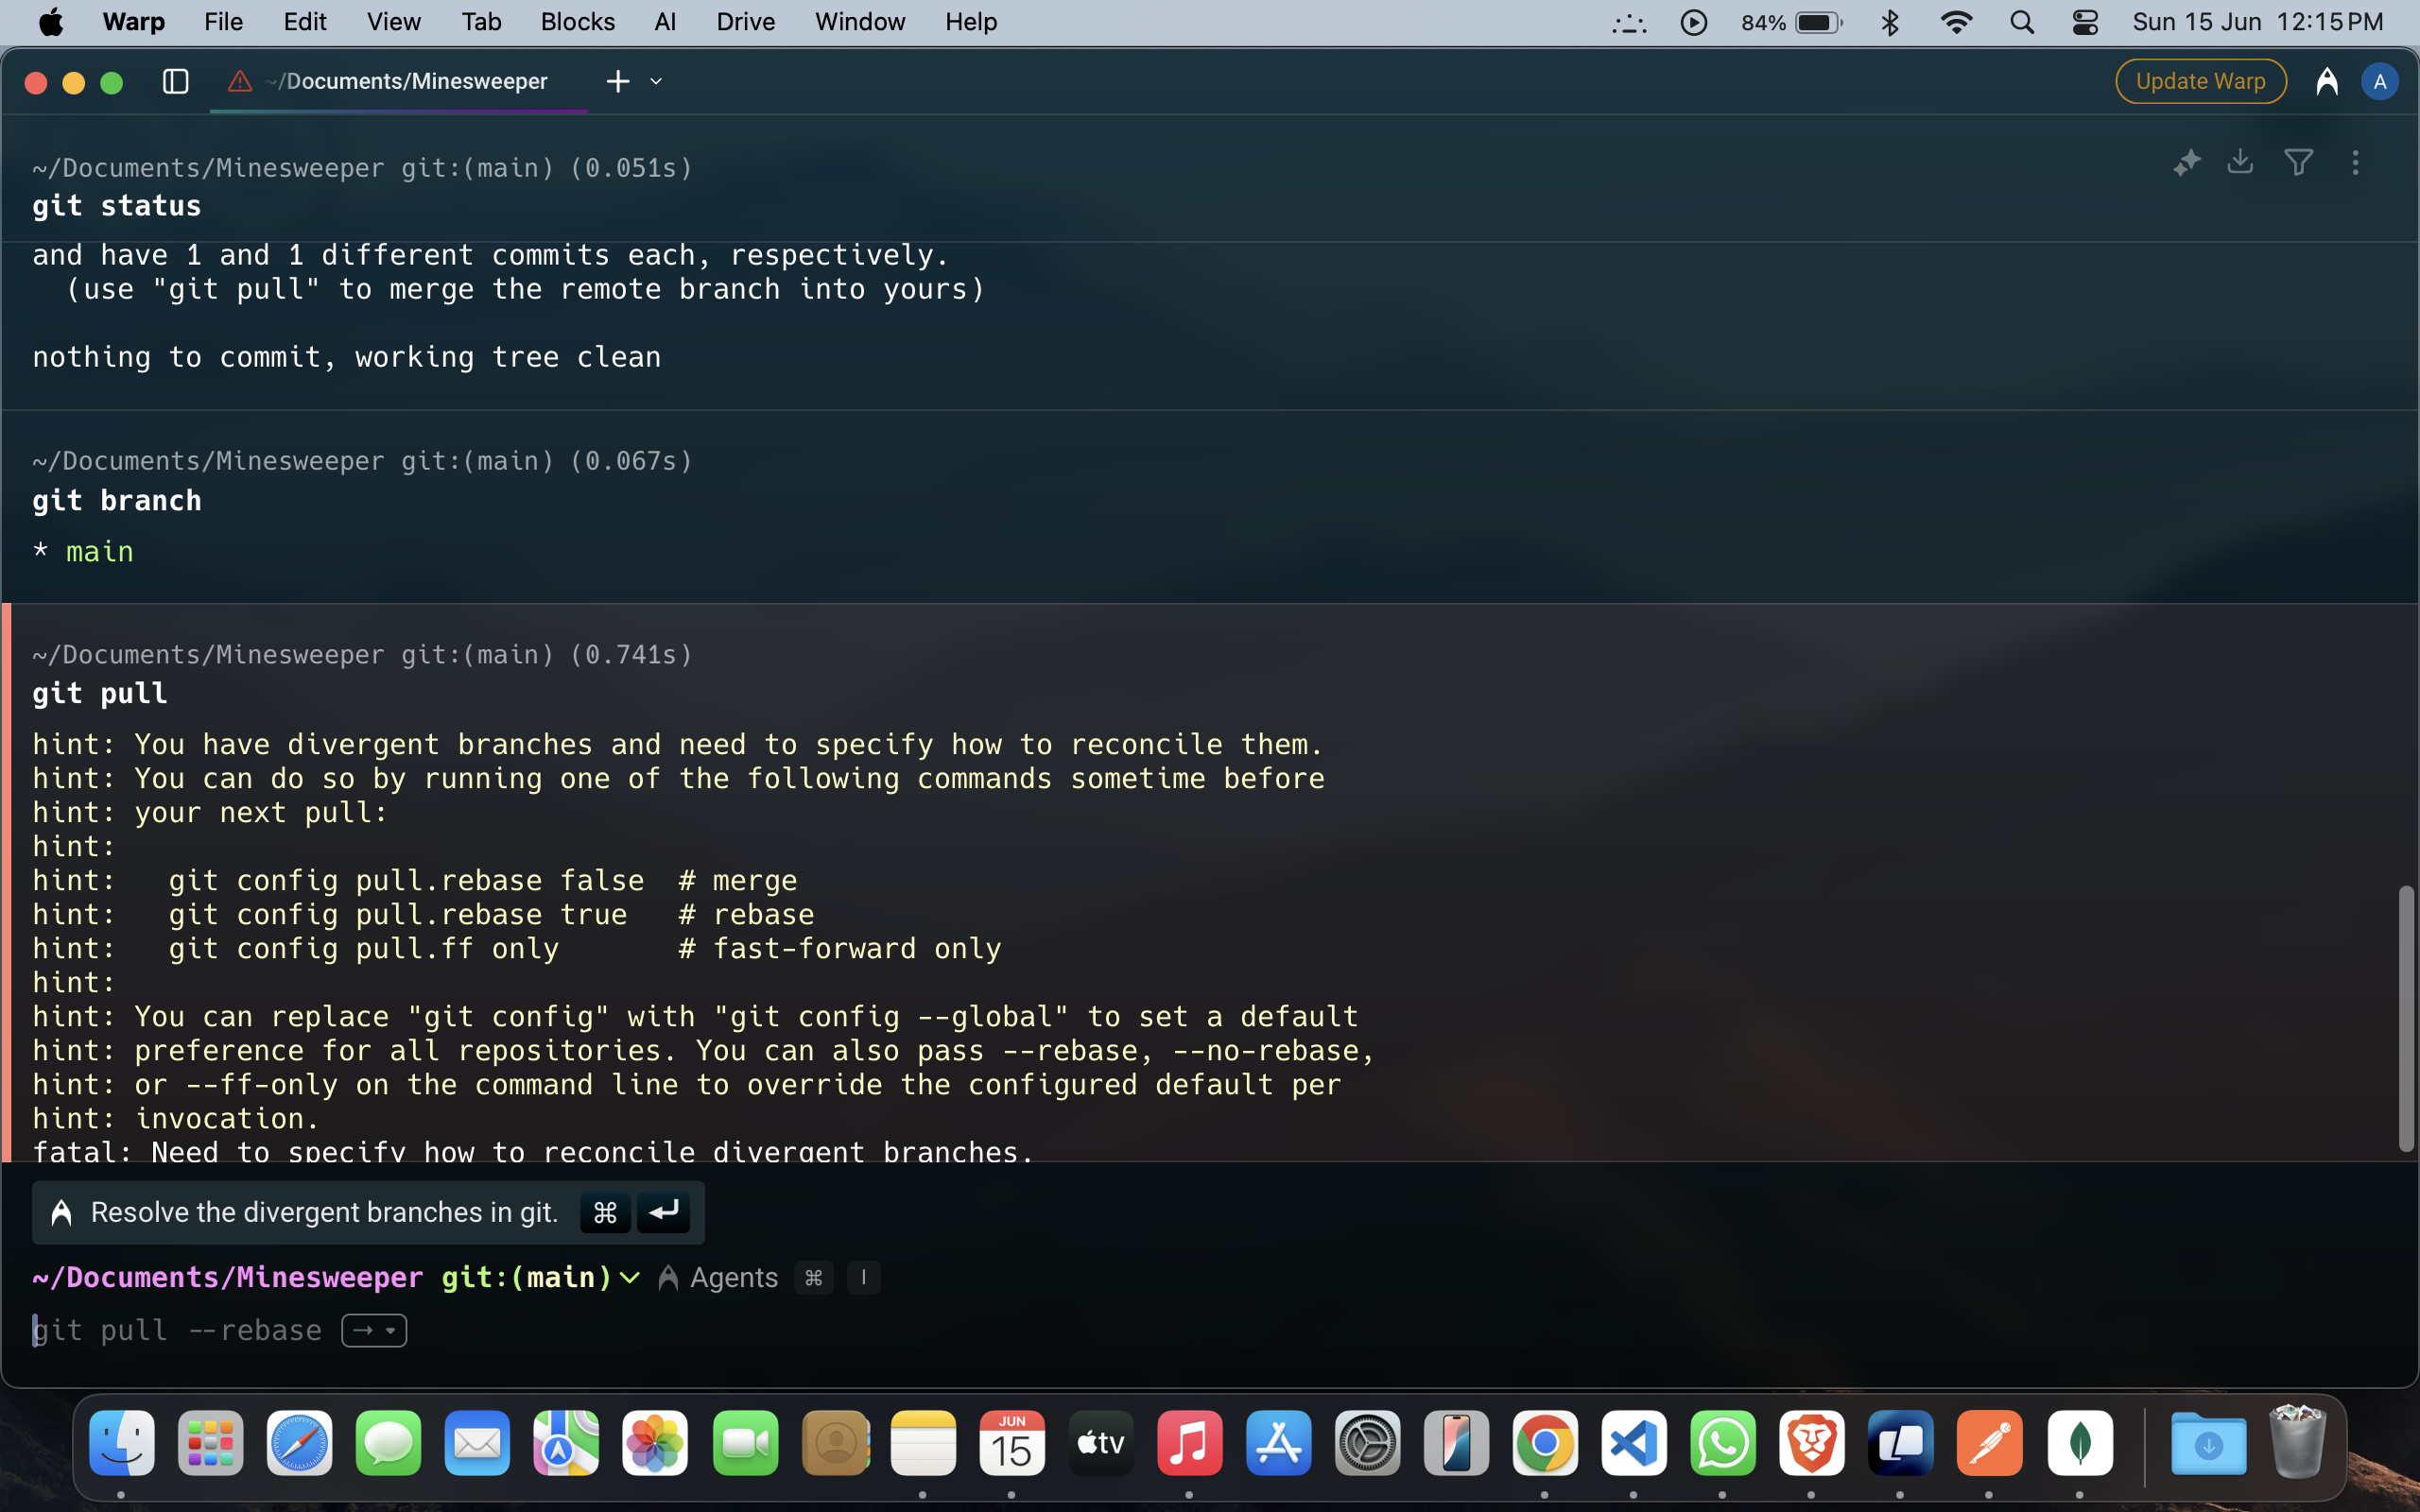 Warp File Edit View Tab Blocks AI Drive Window Help 84% Sun 15 Jun 12:15 PM
~/Documents/Minesweeper Update Warp A
~/Documents/Minesweeper git:(main) (0.051s)
git status
and have 1 and 1 different commits each, respectively.
  (use "git pull" to merge the remote branch into yours)
nothing to commit, working tree clean
~/Documents/Minesweeper git:(main) (0.067s)
git branch
* main
~/Documents/Minesweeper git:(main) (0.741s)
git pull
hint: You have divergent branches and need to specify how to reconcile them.
hint: You can do so by running one of the following commands sometime before
hint: your next pull:
hint:
hint:   git config pull.rebase false  # merge
hint:   git config pull.rebase true   # rebase
hint:   git config pull.ff only       # fast-forward only
hint:
hint: You can replace "git config" with "git config --global" to set a default
hint: preference for all repositories. You can also pass --rebase, --no-rebase,
hint: or --ff-only on the command line to override the configured default per
hint: invocation.
fatal: Need to specify how to reconcile divergent branches.
Resolve the divergent branches in git. ⌘
~/Documents/Minesweeper git:(main) Agents ⌘ I
git pull --rebase
JUN
15
tv